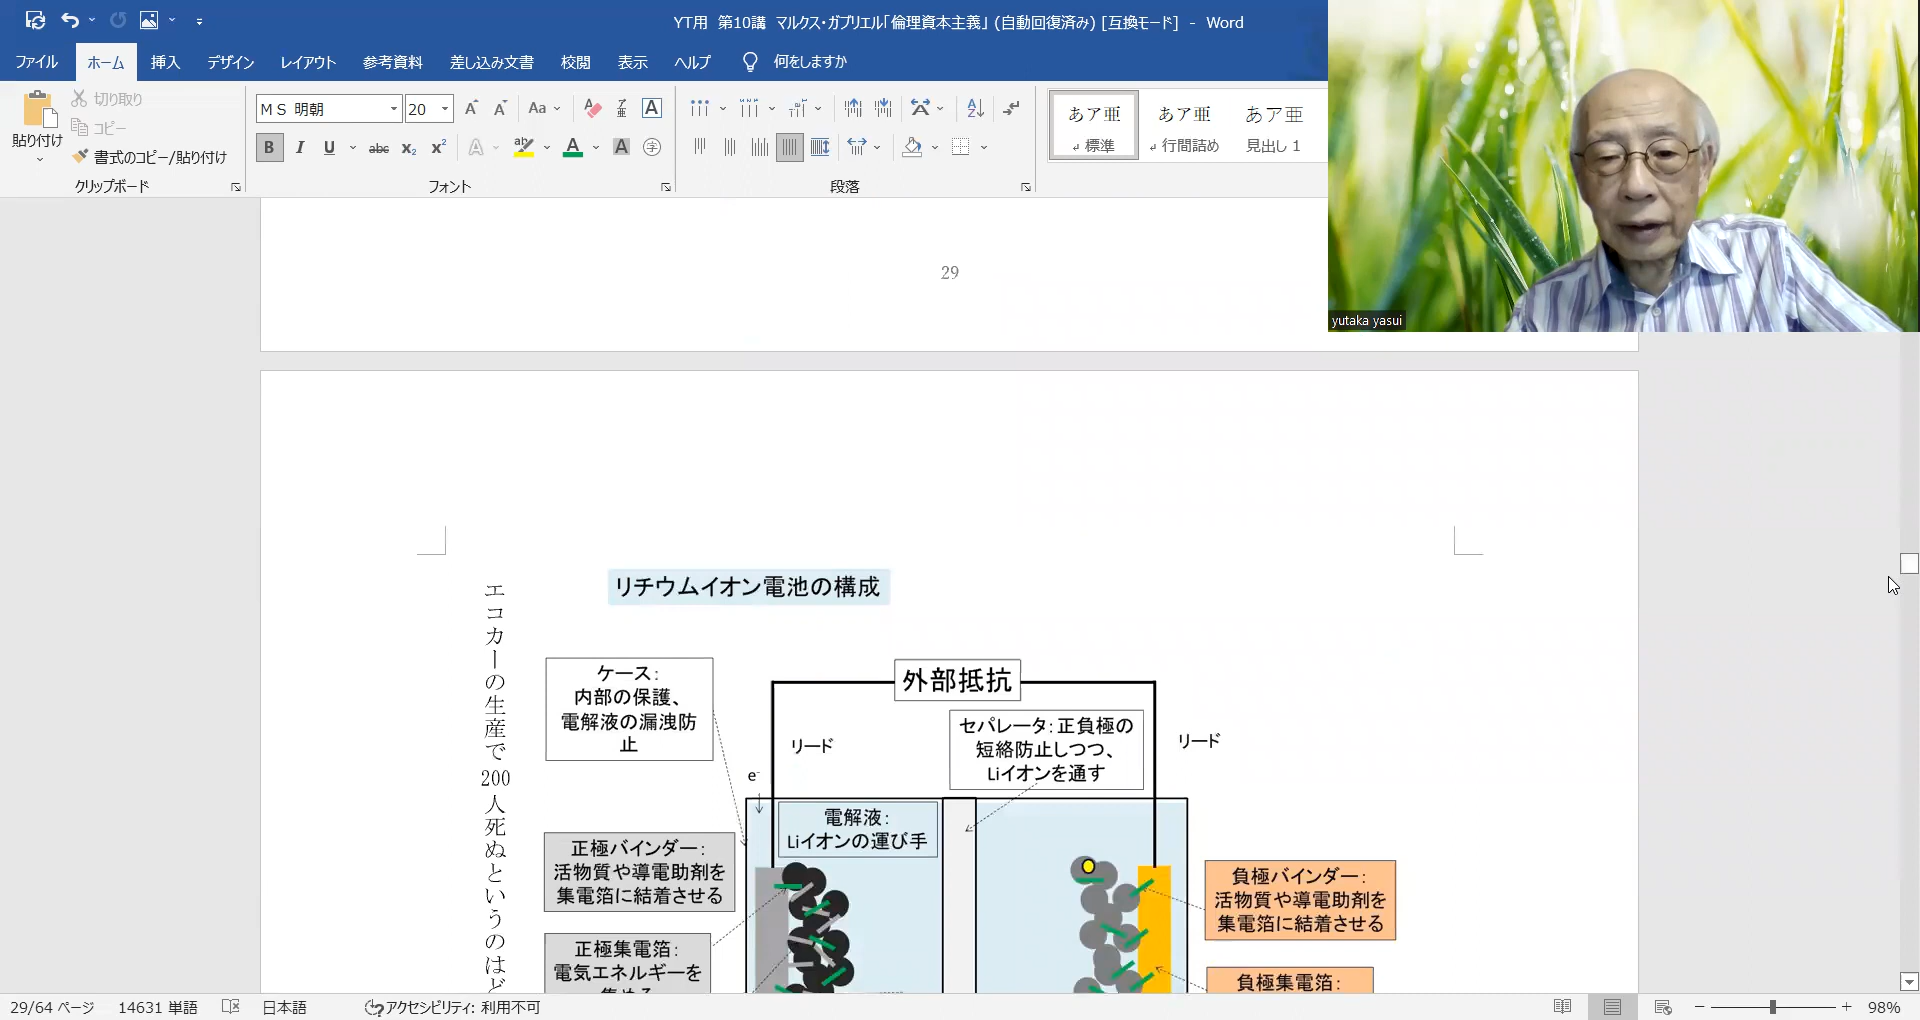 YT用 第10講 マルクス・ガブリエル「倫理資本主義」 (自動回復済み) [互換モード] - Word
ファイル ホーム 挿入 デザイン レイアウト 参考資料 差し込み文書 校閲 表示 ヘルプ 何をしますか
貼り付け
切り取り
コピー
書式のコピー/貼り付け
クリップボード
ＭＳ 明朝 20
Aa
B I U abc x₂ x²
フォント
段落
あア亜 あア亜 あア亜
標準 行間詰め 見出し 1
yutaka yasui
29
エコカーの生産で200人死ぬというのはど
リチウムイオン電池の構成
外部抵抗
ケース：
内部の保護、
電解液の漏洩防
止
リード
セパレータ：正負極の
短絡防止しつつ、
Liイオンを通す
リード
e⁻
電解液：
Liイオンの運び手
正極バインダー：
活物質や導電助剤を
集電箔に結着させる
負極バインダー：
活物質や導電助剤を
集電箔に結着させる
正極集電箔：
電気エネルギーを
負極集電箔：
29/64 ページ 14631 単語 日本語 アクセシビリティ: 利用不可 98%